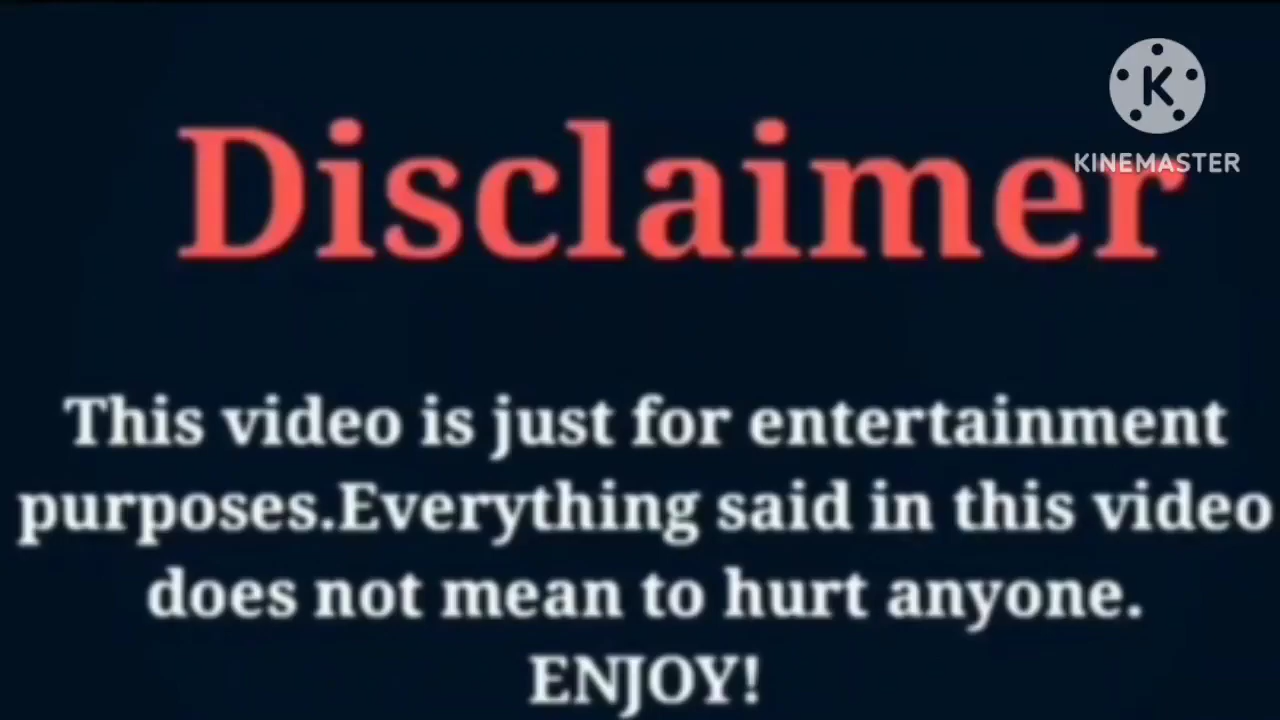 K
KINEMASTER
Disclaimer
This video is just for entertainment
purposes.Everything said in this video
does not mean to hurt anyone.
ENJOY!